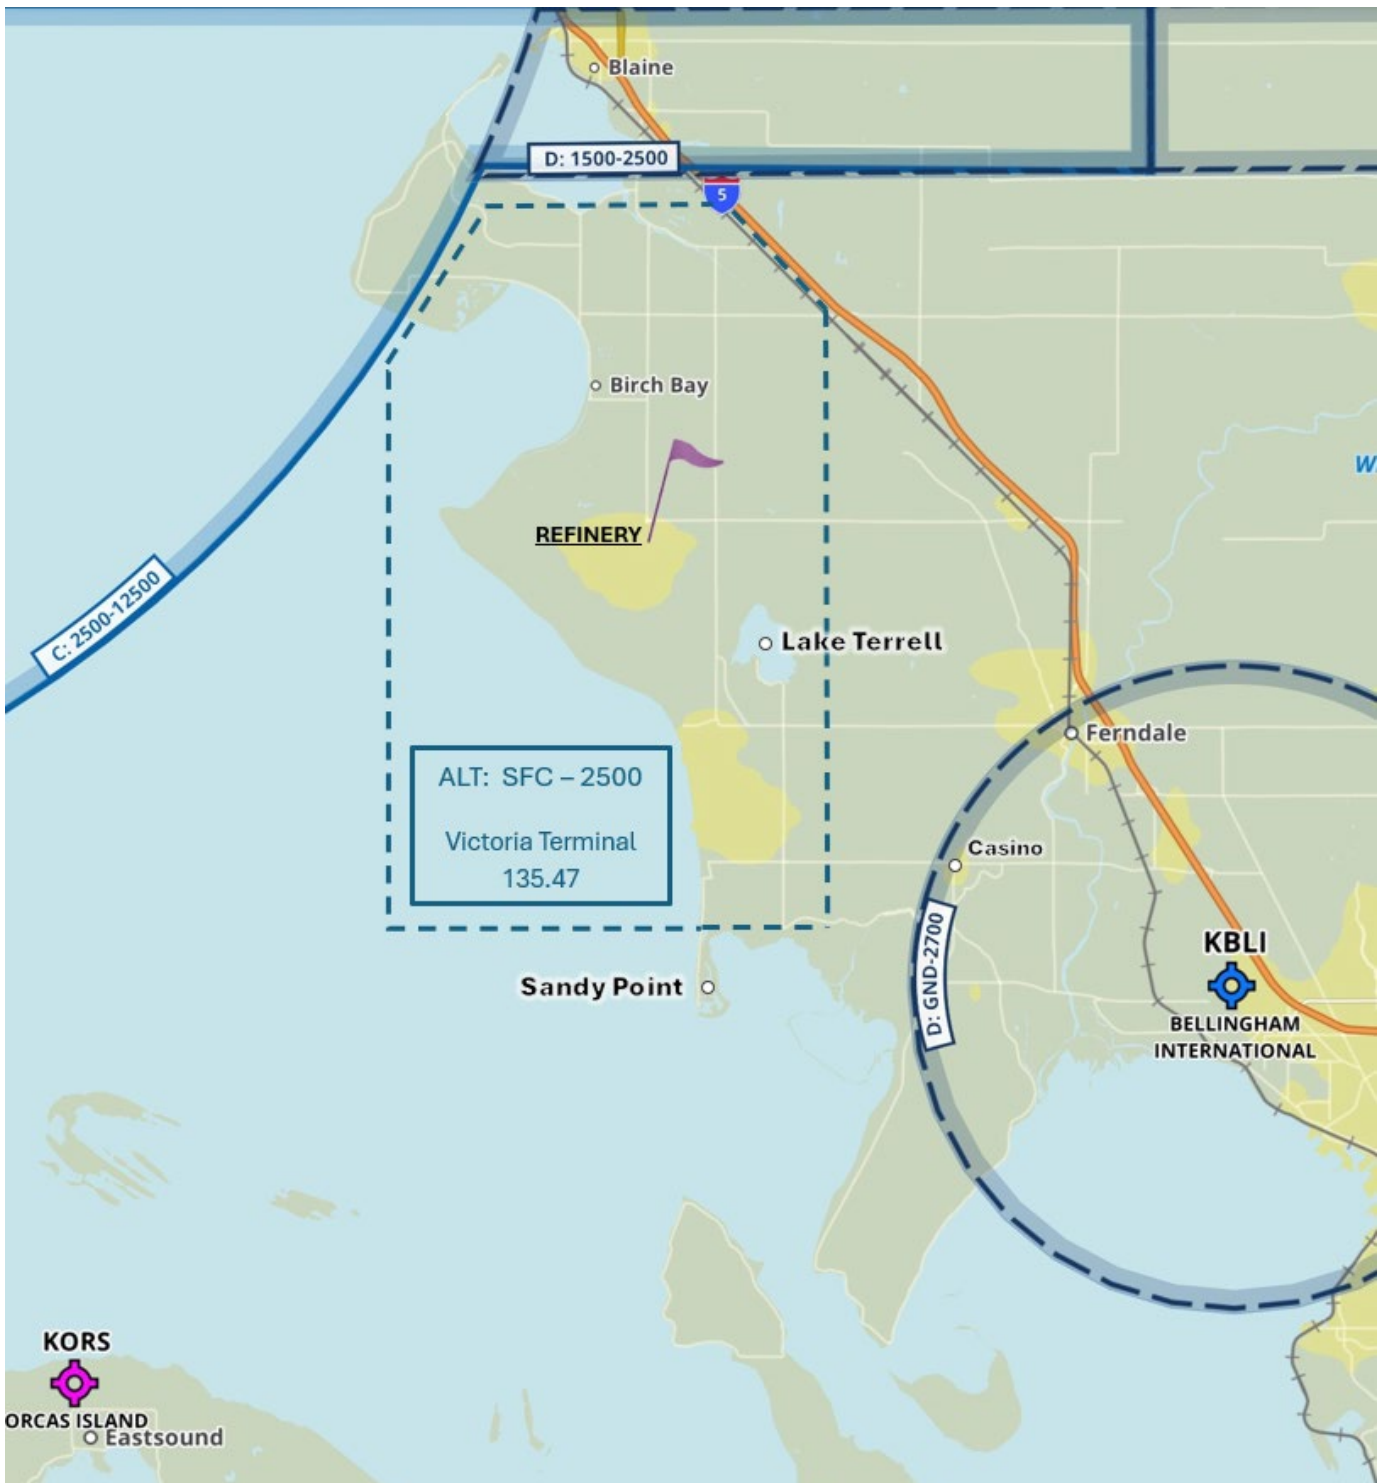 Blaine
D: 1500-2500
5
Birch Bay
REFINERY
C: 2500-12500
Lake Terrell
Ferndale
ALT: SFC – 2500
Victoria Terminal
135.47
Casino
D: GND-2700
KBLI
BELLINGHAM
INTERNATIONAL
Sandy Point
KORS
ORCAS ISLAND
Eastsound